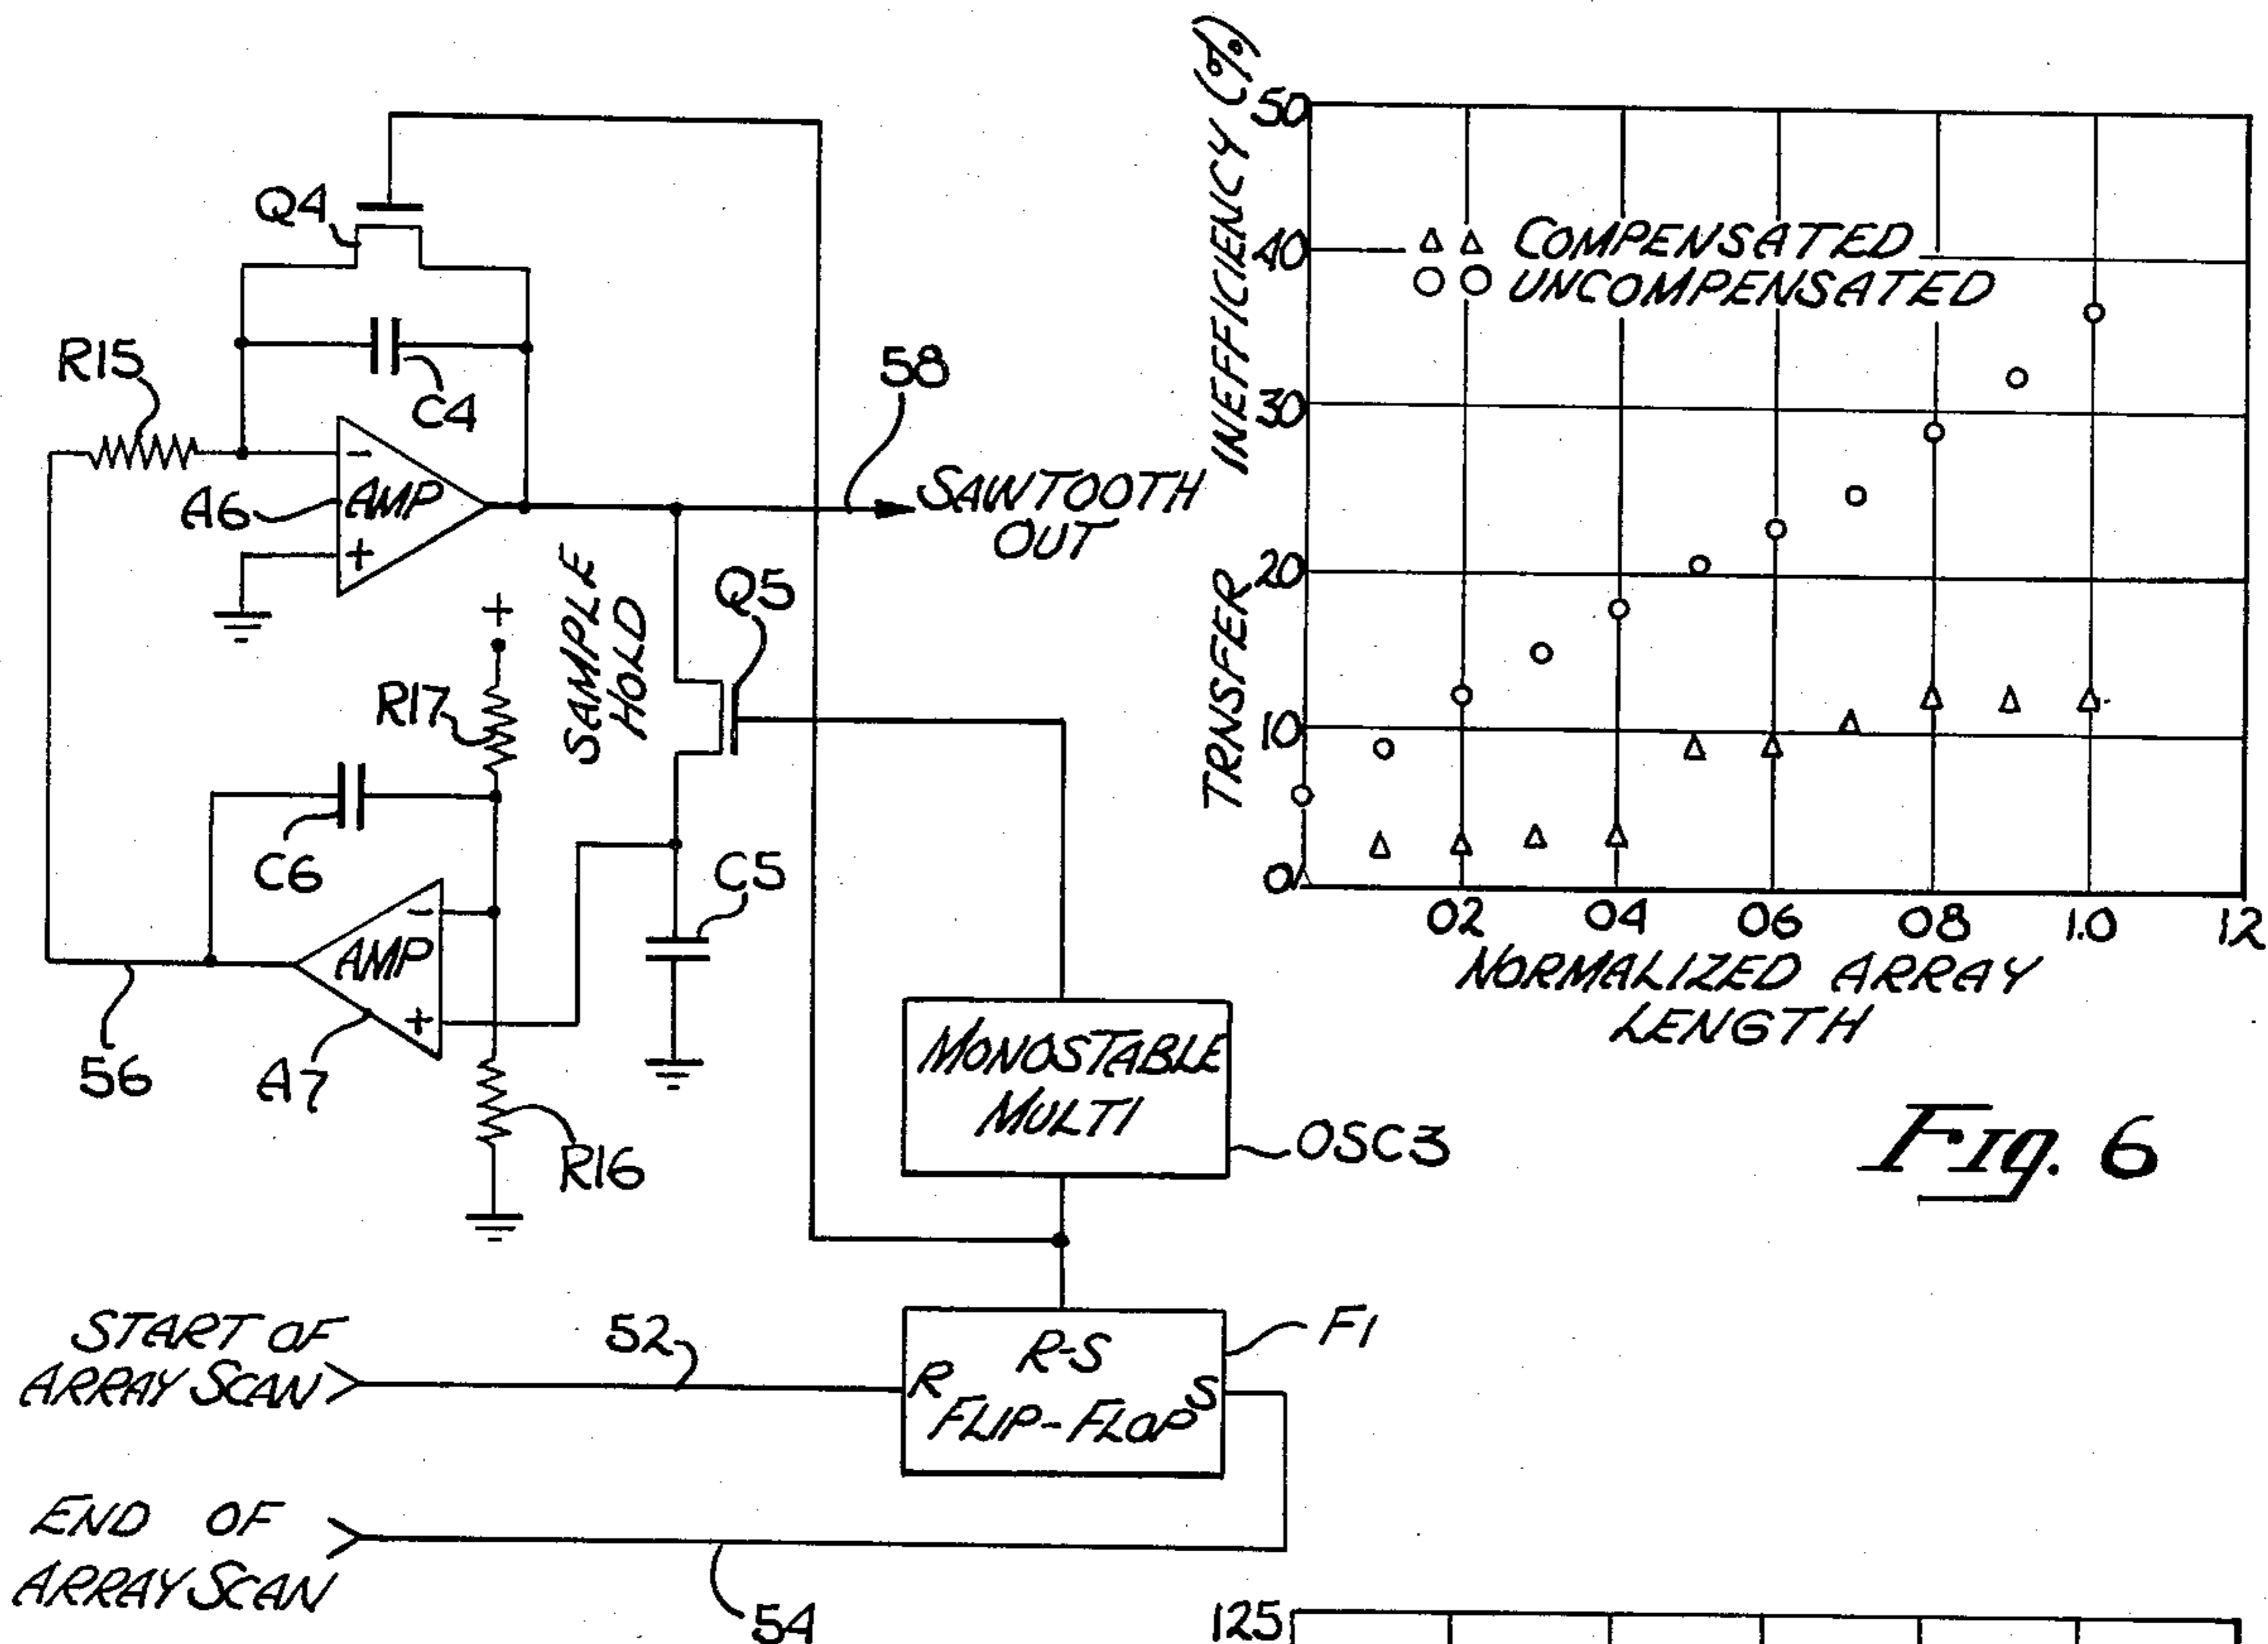 Q4
R15
C4
A6
AMP
-
+
58
SAWTOOTH
OUT
SAMPLE
HOLD
Q5
+
R17
C6
C5
AMP
-
+
56
A7
R16
MONOSTABLE
MULTI
OSC3
START OF
ARRAY SCAN
52
R
R-S
FLIP-FLOP
S
F1
END OF
ARRAY SCAN
54
TRNSFER INEFFICIENCY (%)
50
40
30
20
10
0
COMPENSATED
UNCOMPENSATED
02 04 06 08 1.0 12
NORMALIZED ARRAY
LENGTH
Fig. 6
125